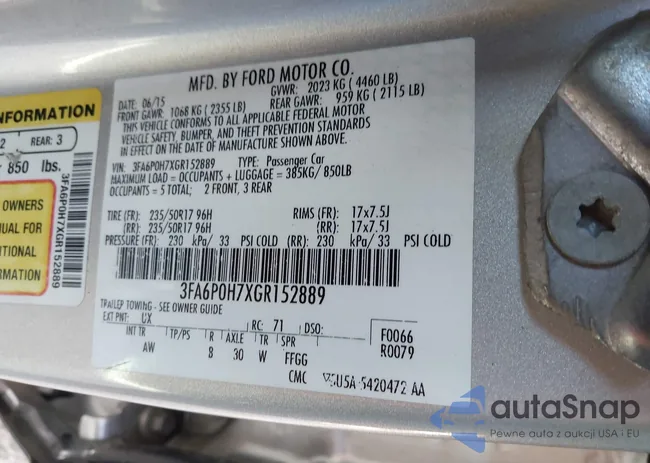 INFORMATION
2 REAR: 3
850 lbs.
OWNERS
NUAL FOR
ITIONAL
NFORMATION
3FA6P0H7XGR152889
MFD. BY FORD MOTOR CO.
DATE: 06/15 GVWR: 2023 KG (4460 LB)
FRONT GAWR: 1068 KG (2355 LB) REAR GAWR: 959 KG (2115 LB)
THIS VEHICLE CONFORMS TO ALL APPLICABLE FEDERAL MOTOR
VEHICLE SAFETY, BUMPER, AND THEFT PREVENTION STANDARDS
IN EFFECT ON THE DATE OF MANUFACTURE SHOWN ABOVE.
VIN: 3FA6P0H7XGR152889 TYPE: Passenger Car
MAXIMUM LOAD = OCCUPANTS + LUGGAGE = 385KG/ 850LB
OCCUPANTS = 5 TOTAL; 2 FRONT, 3 REAR
TIRE (FR): 235/50R17 96H RIMS (FR): 17x7.5J
(RR): 235/50R17 96H (RR): 17x7.5J
PRESSURE (FR): 230 kPa/ 33 PSI COLD (RR): 230 kPa/ 33 PSI COLD
3FA6P0H7XGR152889
TRAILER TOWING- SEE OWNER GUIDE
EXT PNT: UX RC: 71 DSO: F0066
INT TR TP/PS R AXLE TR SPR R0079
AW 8 30 W FFGG
CMC 5U5A-5420472 AA
autaSnap
Pewne auta z aukcji USA i EU